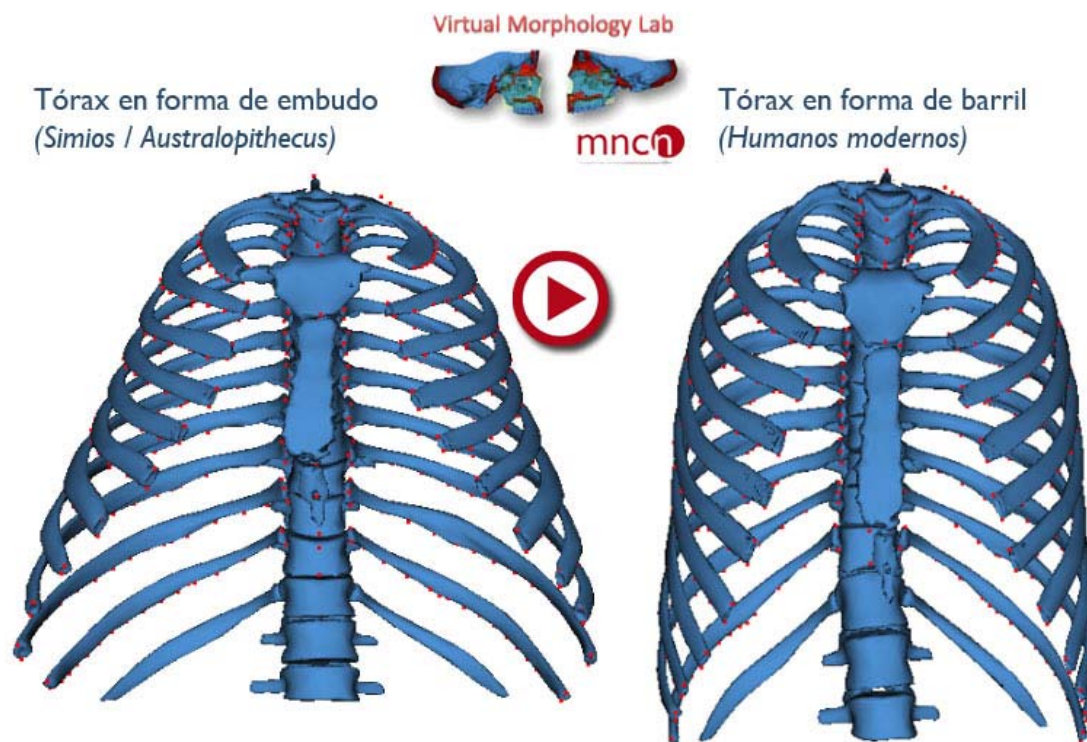 Virtual Morphology Lab
Tórax en forma de embudo
(Simios / Australopithecus)
mncn
Tórax en forma de barril
(Humanos modernos)